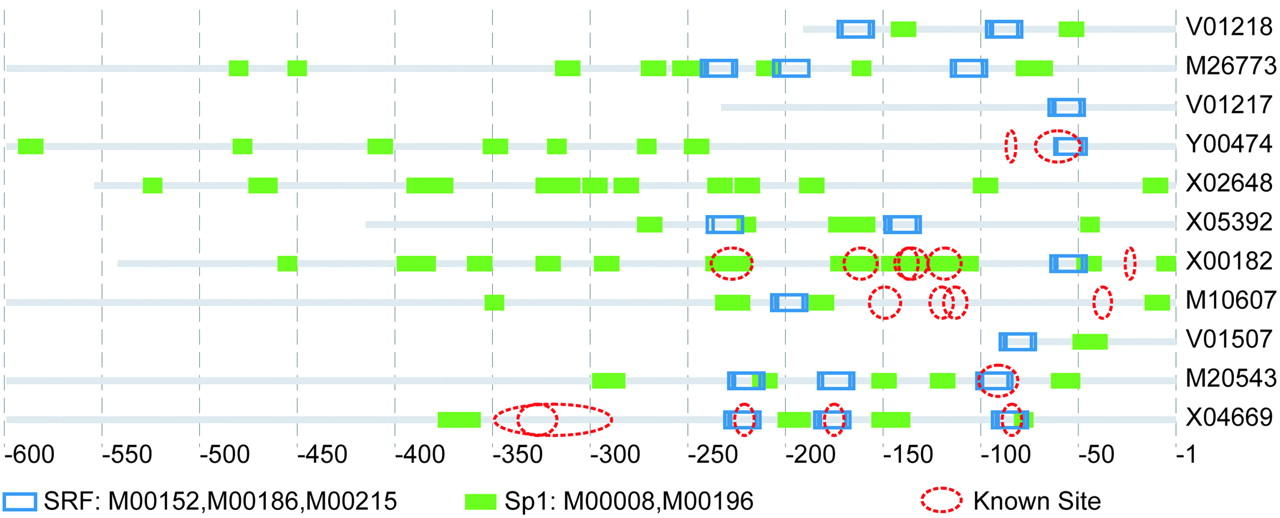 V01218
M26773
V01217
Y00474
X02648
X05392
X00182
M10607
V01507
M20543
X04669
-600 -550 -500 -450 -400 -350 -300 -250 -200 -150 -100 -50 -1
SRF: M00152,M00186,M00215 Sp1: M00008,M00196 Known Site